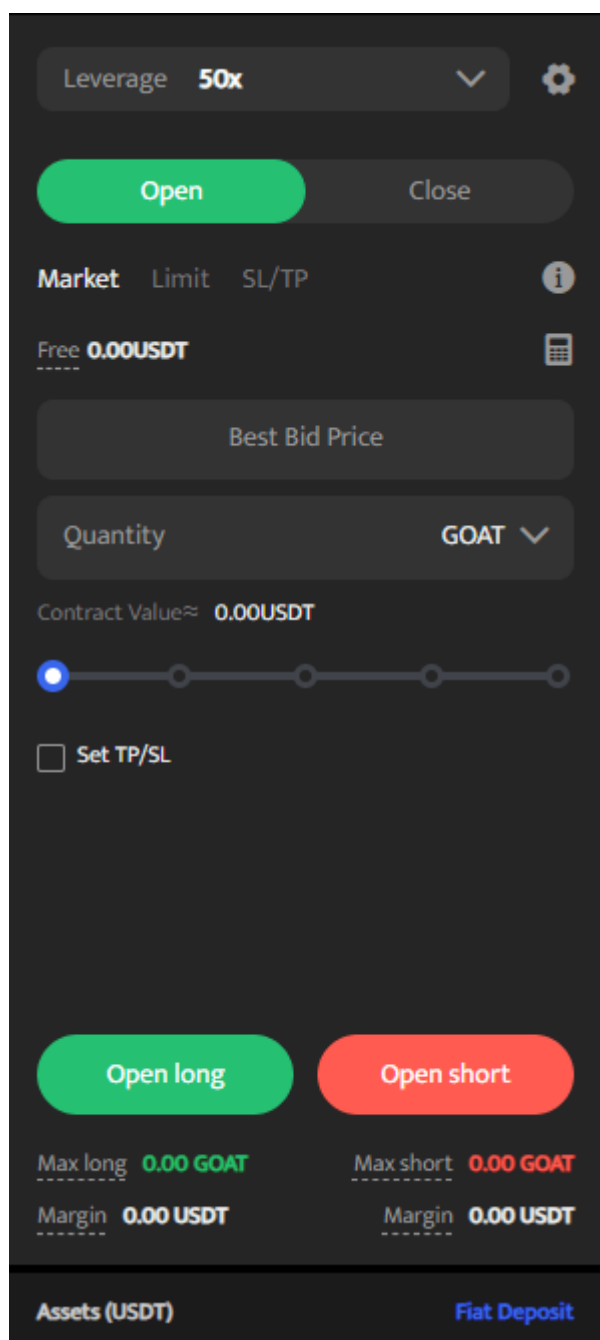 Leverage 50x
Open Close
Market Limit SL/TP
Free 0.00USDT
Best Bid Price
Quantity GOAT
Contract Value≈ 0.00USDT
Set TP/SL
Open long Open short
Max long 0.00 GOAT Max short 0.00 GOAT
Margin 0.00 USDT Margin 0.00 USDT
Assets (USDT) Fiat Deposit